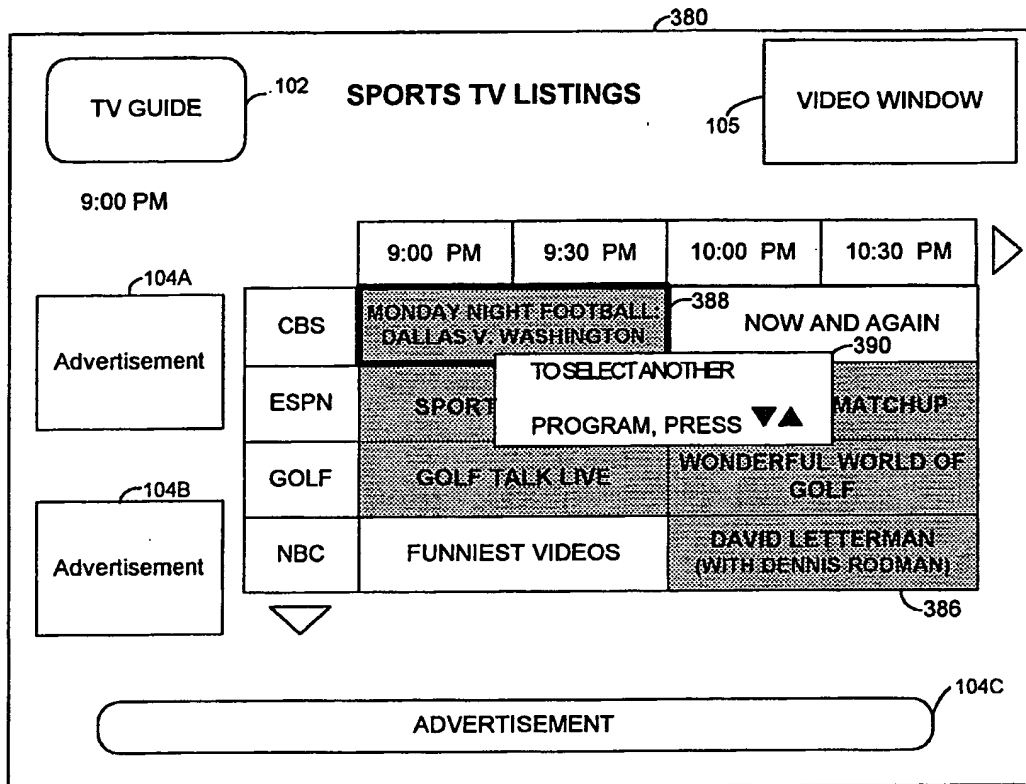 380
TV GUIDE
102
SPORTS TV LISTINGS
105
VIDEO WINDOW
9:00 PM
9:00 PM 9:30 PM 10:00 PM 10:30 PM
104A
Advertisement
CBS
MONDAY NIGHT FOOTBALL:
DALLAS V. WASHINGTON
388
NOW AND AGAIN
390
TO SELECT ANOTHER
PROGRAM, PRESS ▼▲
ESPN
SPORT
MATCHUP
GOLF
GOLF TALK LIVE
WONDERFUL WORLD OF
GOLF
104B
Advertisement
NBC
FUNNIEST VIDEOS
DAVID LETTERMAN
(WITH DENNIS RODMAN)
386
104C
ADVERTISEMENT